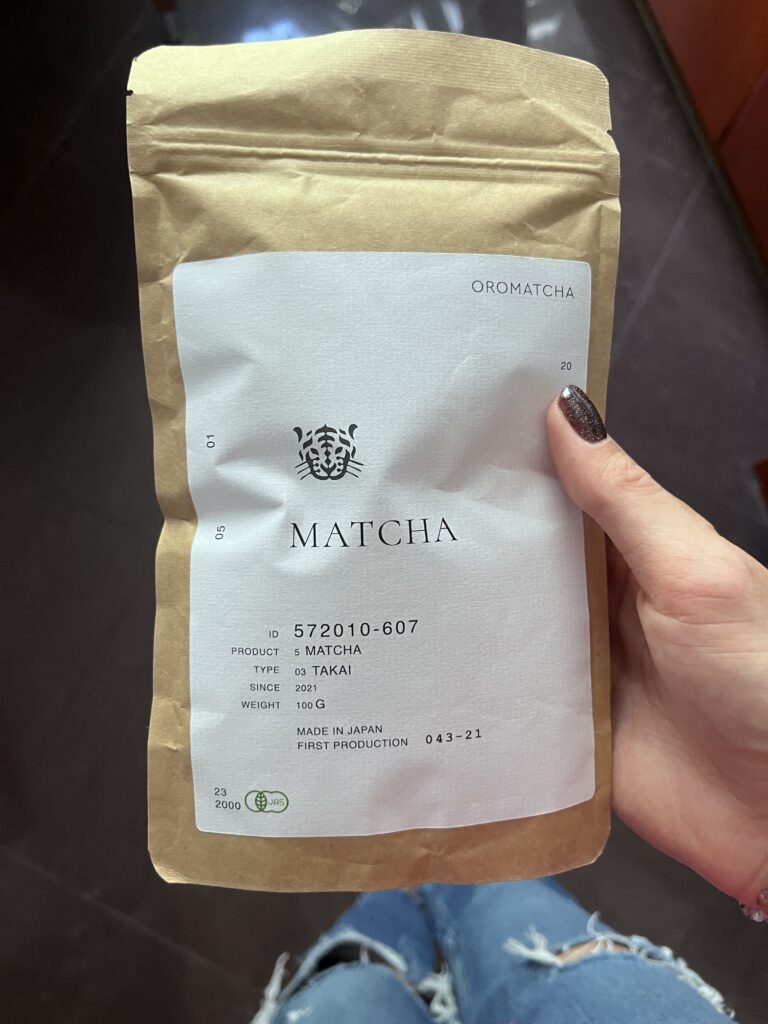 OROMATCHA
20
01
05
MATCHA
ID 572010-607
PRODUCT 5 MATCHA
TYPE 03 TAKAI
SINCE 2021
WEIGHT 100 G
MADE IN JAPAN
FIRST PRODUCTION 043-21
23
2000 JAS